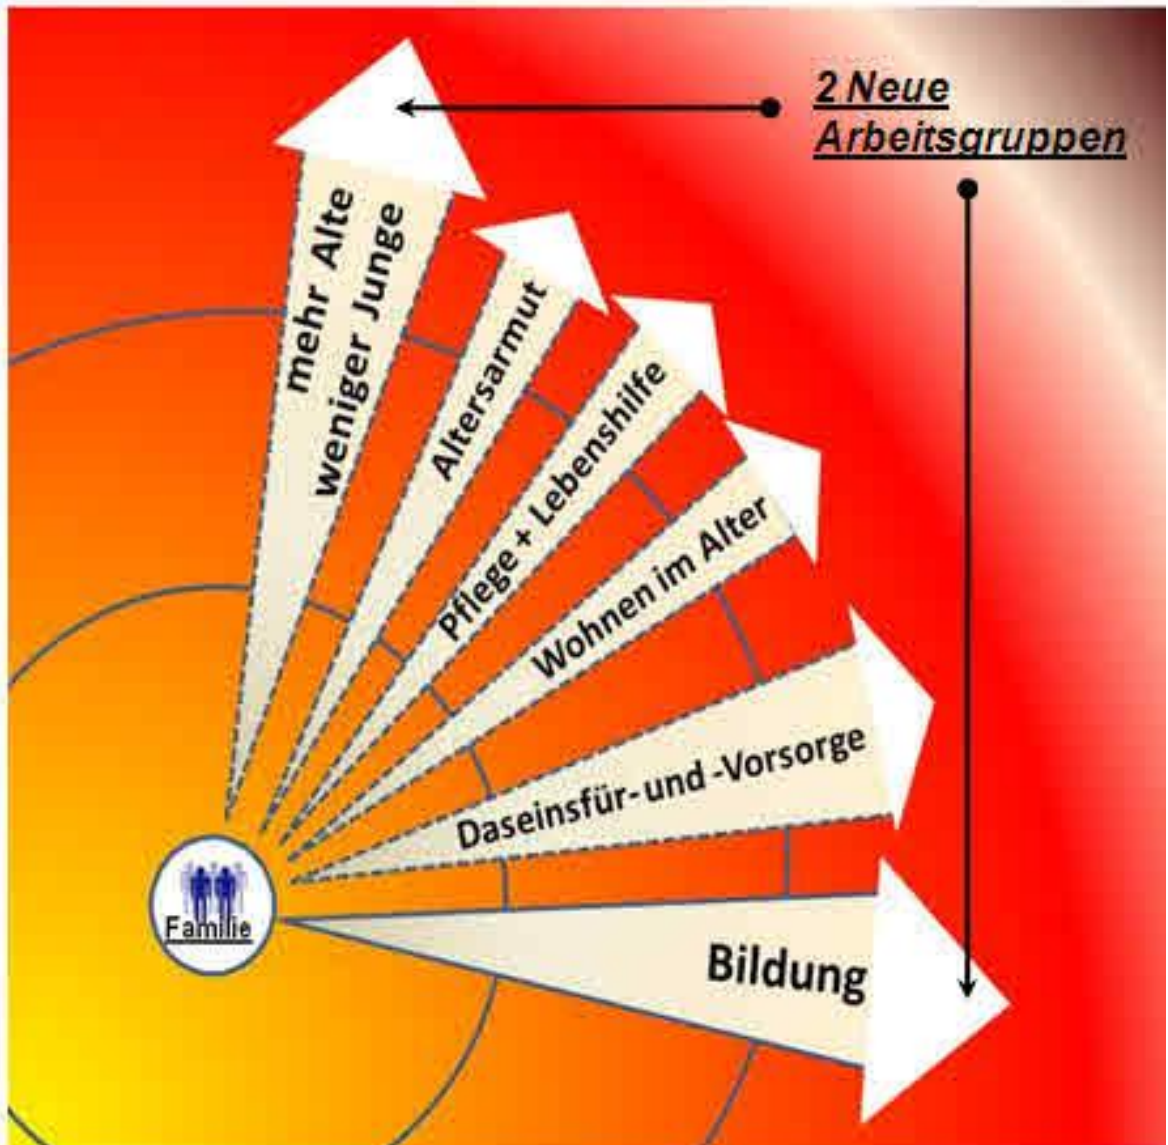 2 Neue
Arbeitsgruppen
mehr Alte
weniger Junge
Altersarmut
Pflege + Lebenshilfe
Wohnen im Alter
Daseinsfür- und -Vorsorge
Bildung
Familie